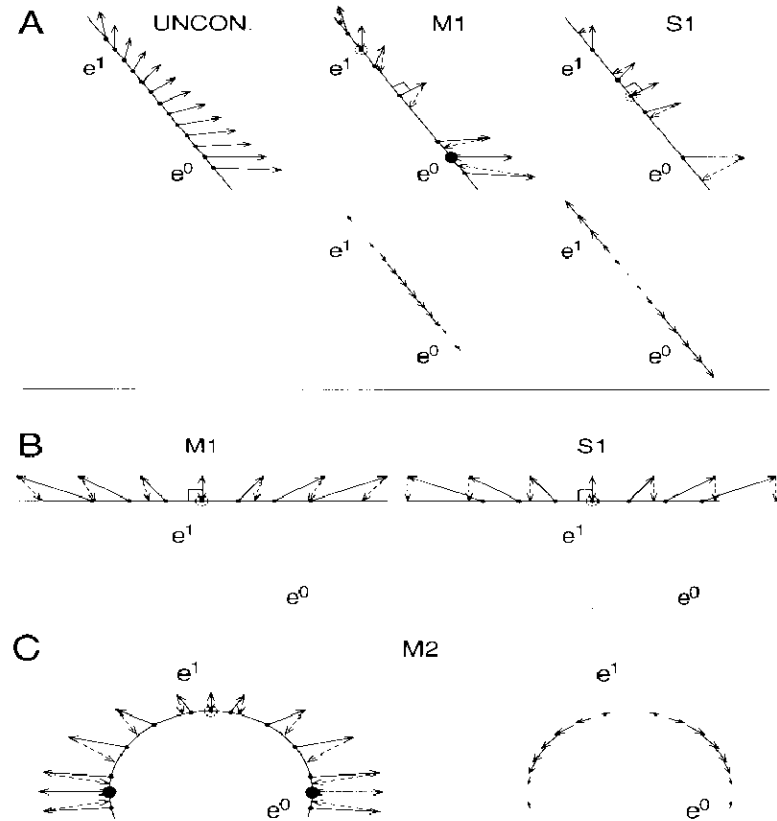 A UNCON. M1 S1
e¹ e¹ e¹
e⁰ e⁰ e⁰
e¹ e¹
e⁰ e⁰
B M1 S1
e¹ e¹
e⁰ e⁰
C M2
e¹ e¹
e⁰ e⁰